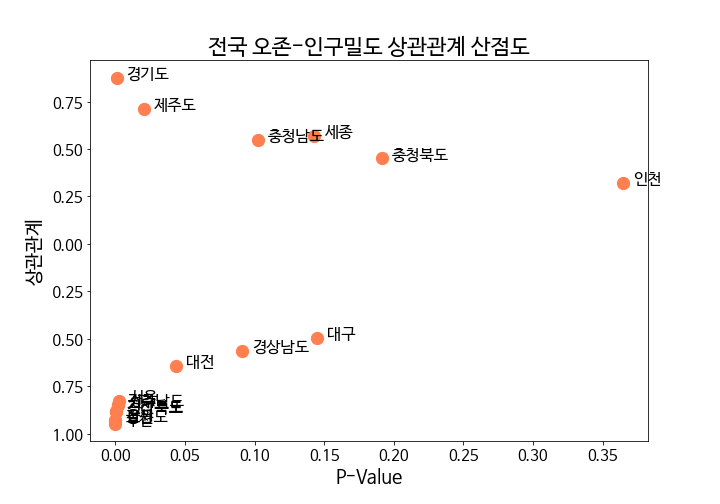 전국 오존-인구밀도 상관관계 산점도
경기도
제주도
충청남도
세종
충청북도
인천
대구
경상남도
대전
상관관계
0.75
0.50
0.25
0.00
0.25
0.50
0.75
1.00
0.00
0.05
0.10
0.15
0.20
0.25
0.30
0.35
P-Value